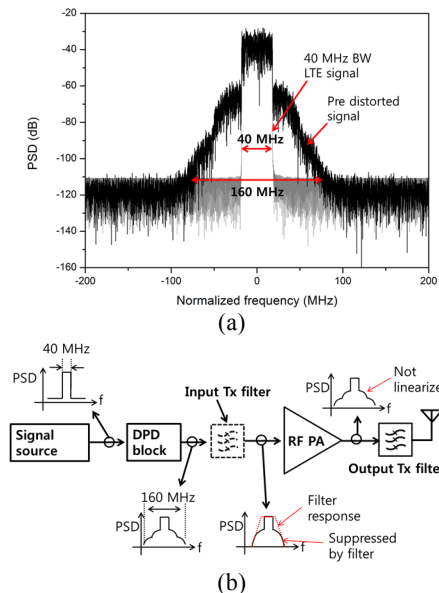 -20
-40
-60
-80
-100
-120
-140
-160
PSD (dB)
40 MHz BW
LTE signal
Pre distorted
signal
40 MHz
160 MHz
-200
-100
0
100
200
Normalized frequency (MHz)
(a)
40 MHz
PSD
f
Input Tx filter
PSD
f
Not
linearize
Signal
source
DPD
block
RF PA
Output Tx filte
160 MHz
PSD
f
PSD
f
Filter
response
Suppressed
by filter
(b)